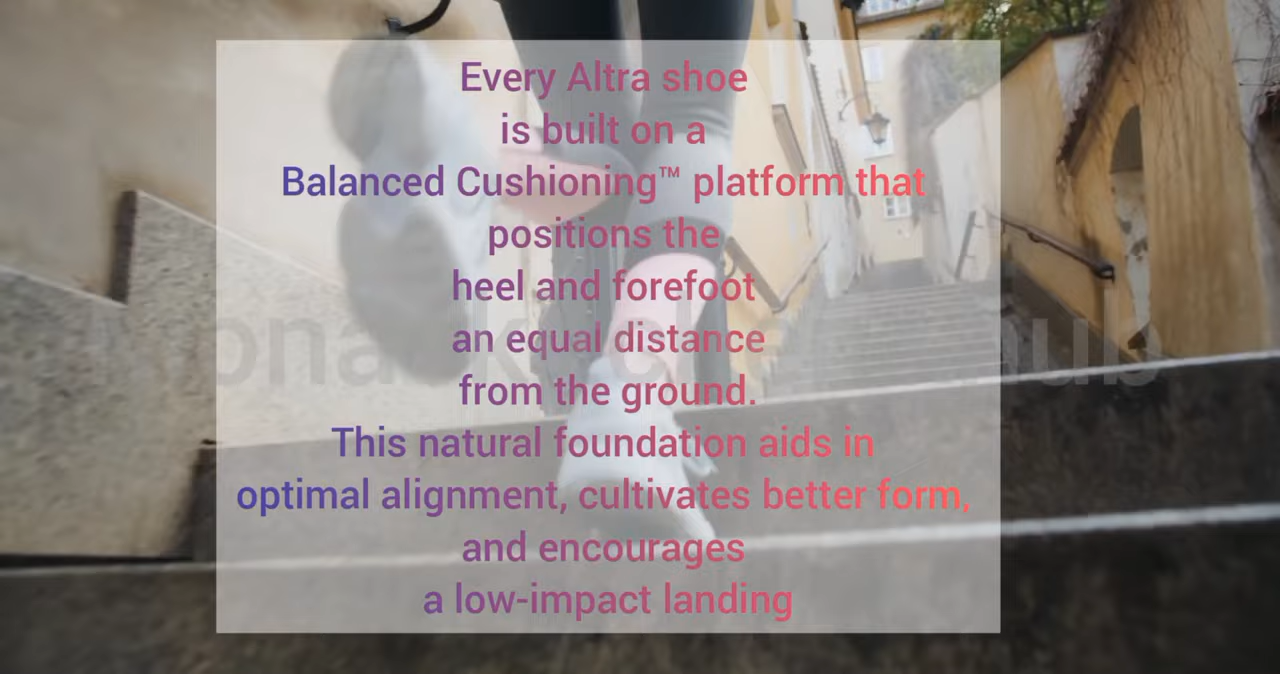 Every Altra shoe
is built on a
Balanced Cushioning™ platform that
positions the
heel and forefoot
an equal distance
from the ground.
This natural foundation aids in
optimal alignment, cultivates better form,
and encourages
a low-impact landing